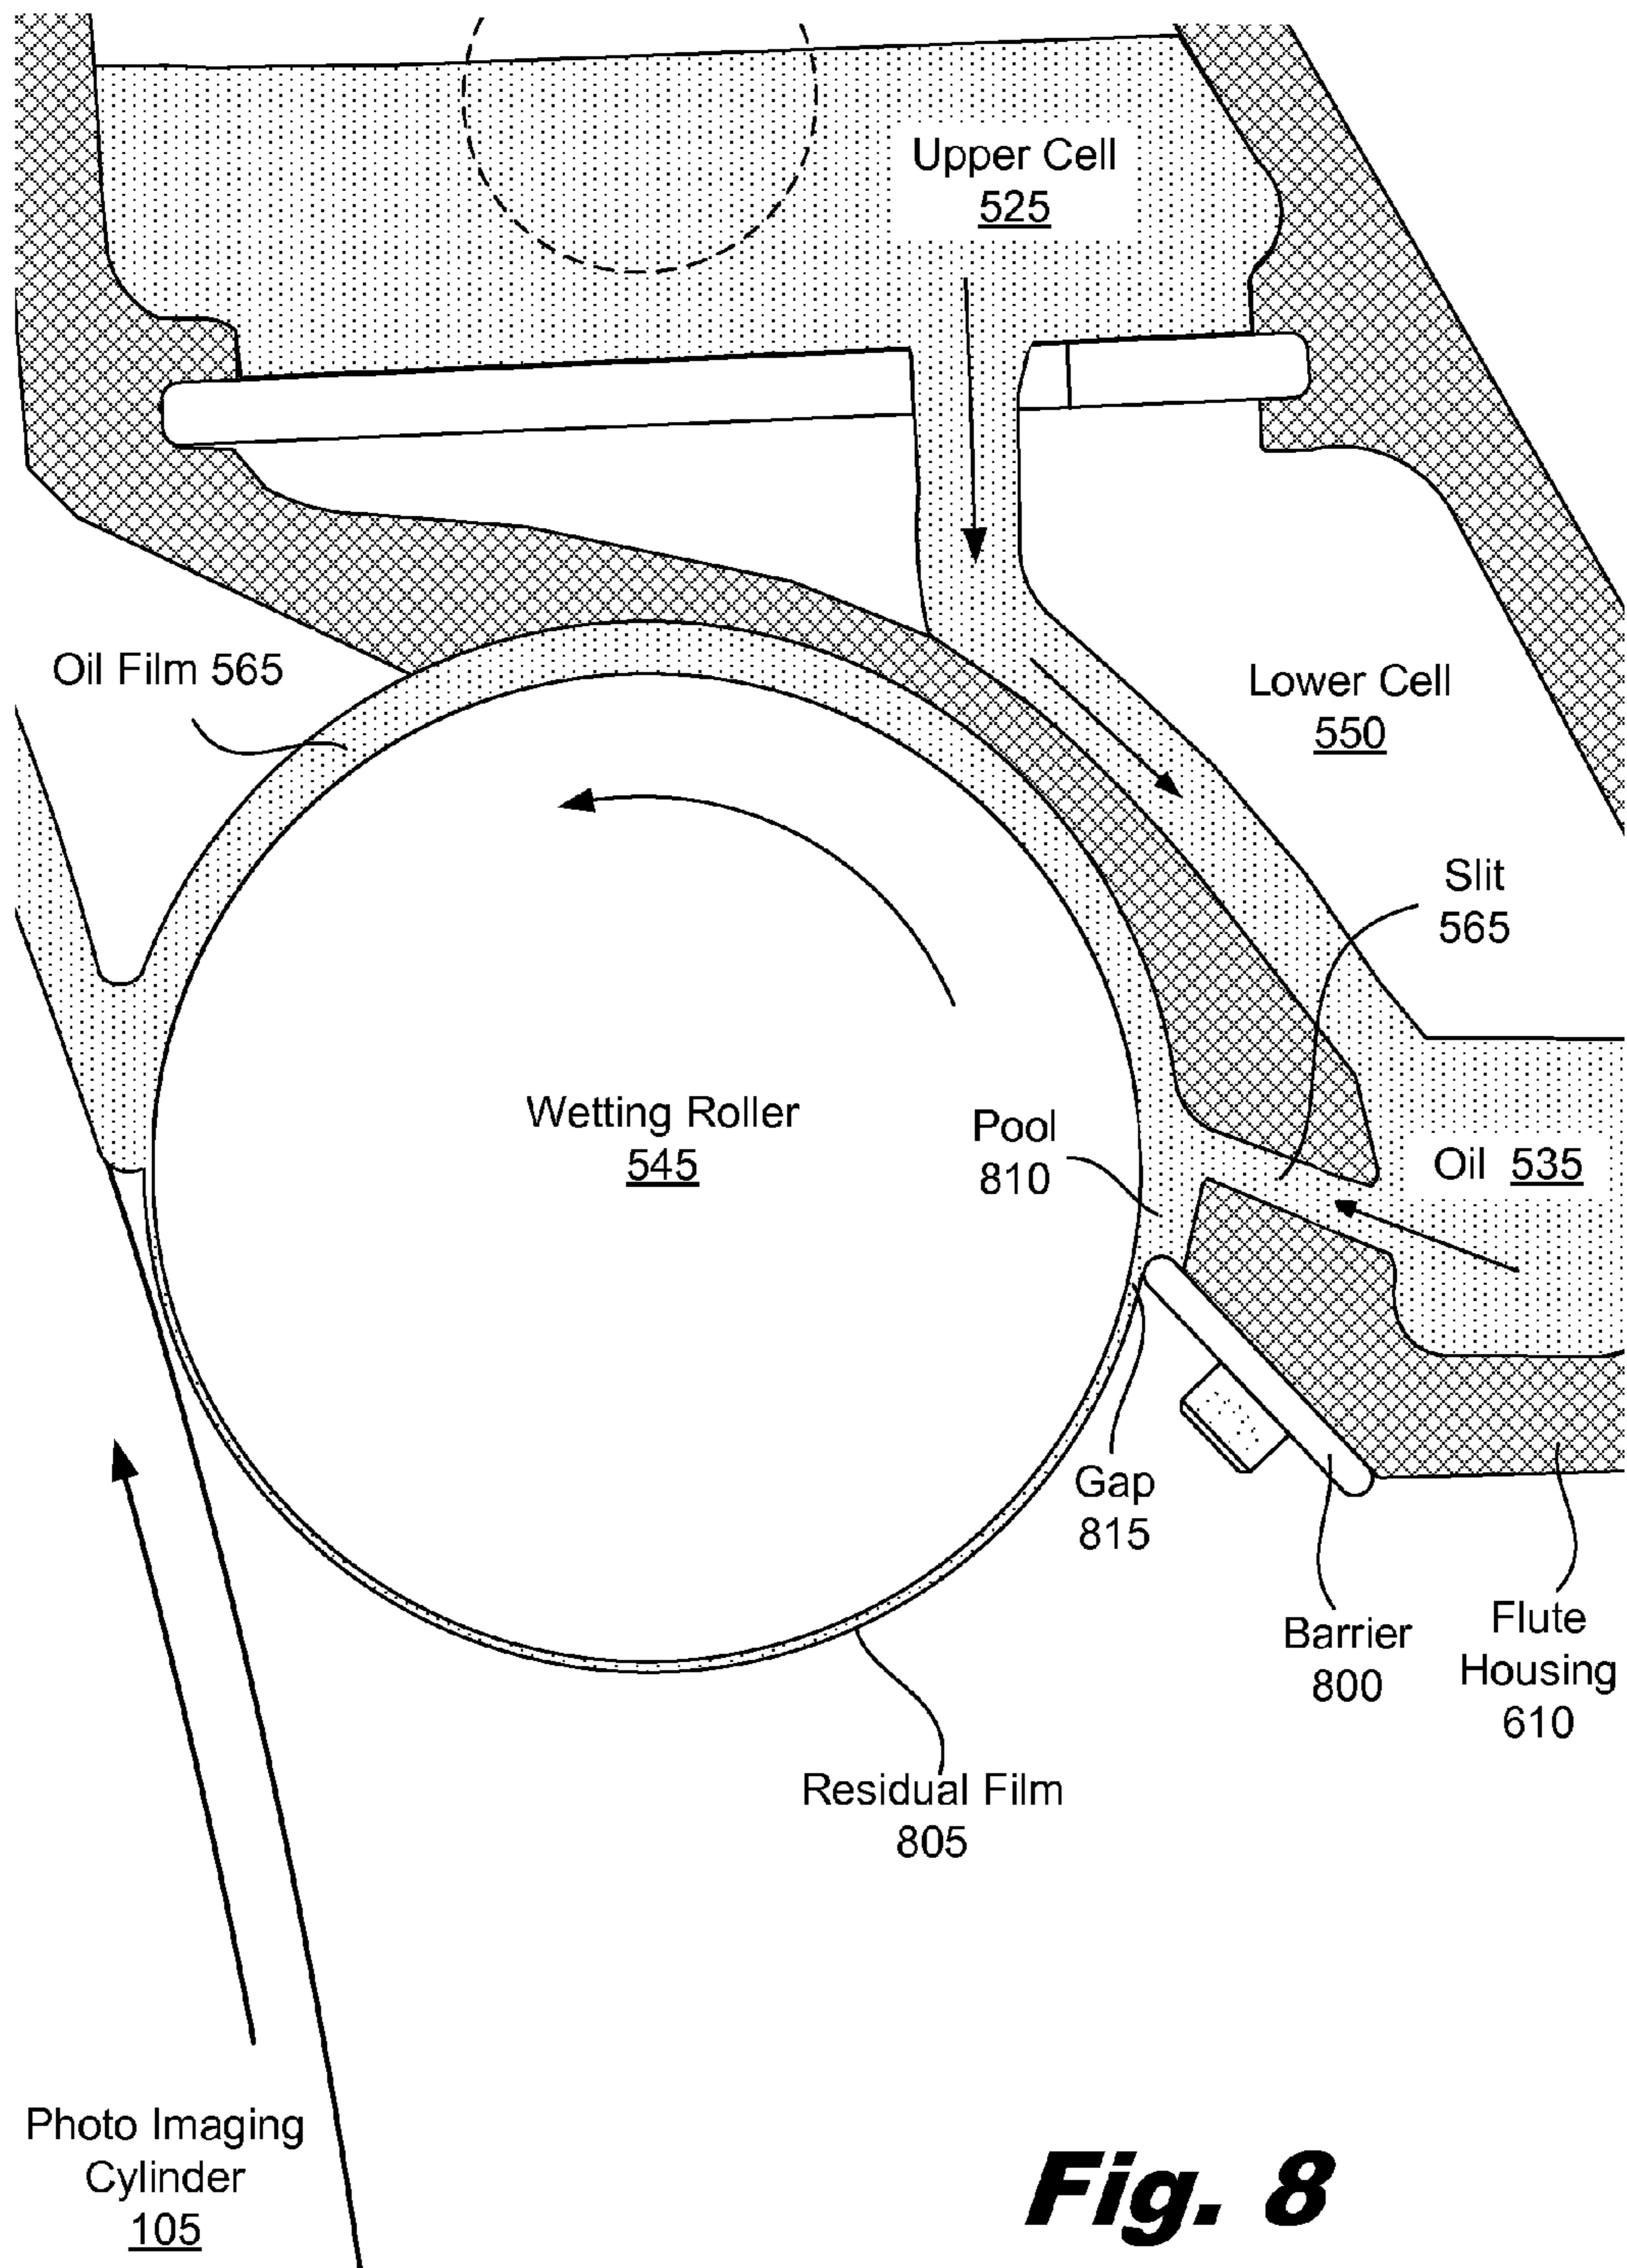 Upper Cell
525
Oil Film 565
Lower Cell
550
Slit
565
Wetting Roller
545
Pool
810
Oil 535
Gap
815
Barrier
800
Flute
Housing
610
Residual Film
805
Photo Imaging
Cylinder
105
Fig. 8